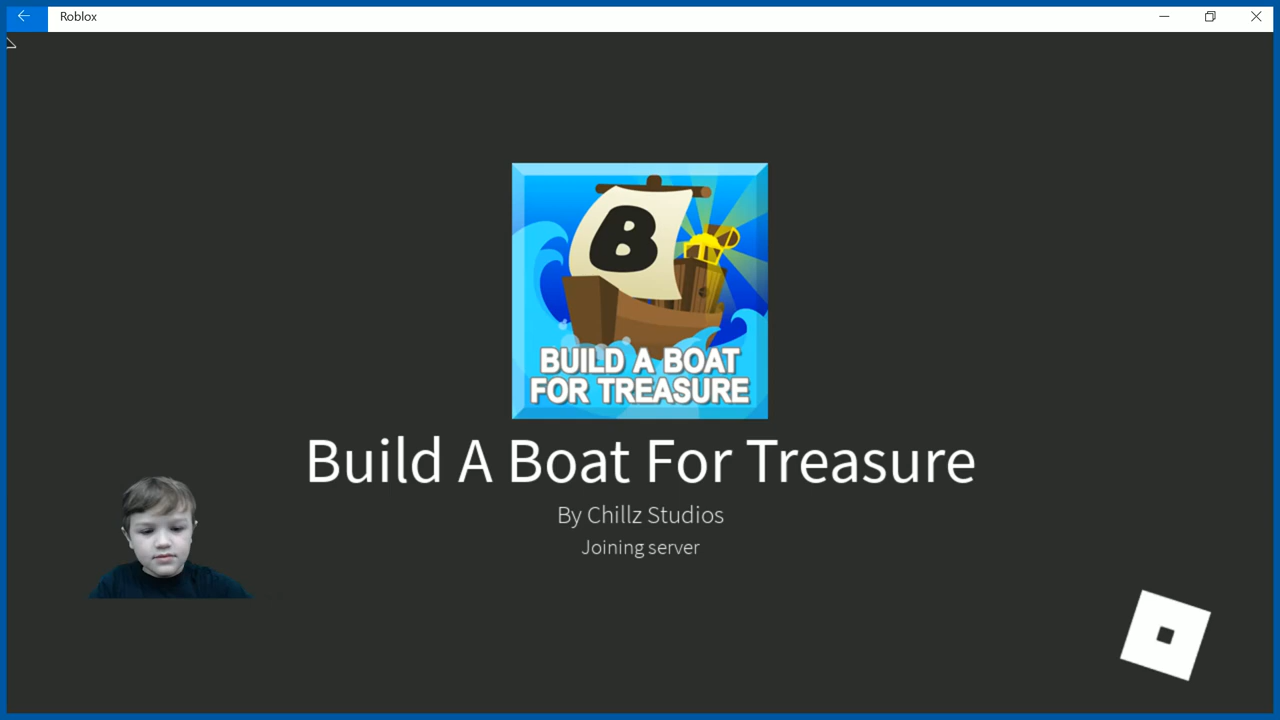 Roblox
B
BUILD A BOAT
FOR TREASURE
Build A Boat For Treasure
By Chillz Studios
Joining server